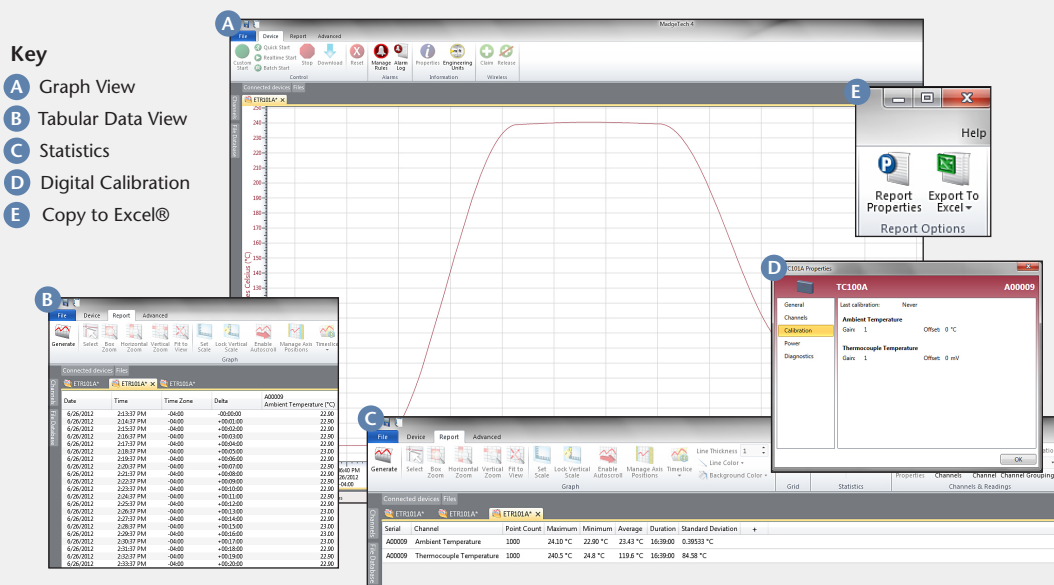 Key
A Graph View
B Tabular Data View
C Statistics
D Digital Calibration
E Copy to Excel®
A
MadgeTech 4
File Device Report Advanced
Custom Start
Quick Start
Realtime Start
Batch Start
Stop Download Reset
Manage Rules Alarm Log
Properties Engineering Units
Claim Release
Control Alarms Information Wireless
Connected devices Files
Channels File Database
ETR101A* x
250
240
230
220
210
200
190
180
170
160
150
140
130
es Celsius (°C)
E
Help
Report Properties Export To Excel
Report Options
D
TC101A Properties
TC100A A00009
General
Channels
Calibration
Power
Diagnostics
Last calibration: Never
Ambient Temperature
Gain: 1 Offset: 0 °C
Thermocouple Temperature
Gain: 1 Offset: 0 mV
OK
B
File Device Report Advanced
Generate Select Box Zoom Horizontal Zoom Vertical Zoom Fit to View Set Scale Lock Vertical Scale Enable Autoscroll Manage Axis Positions Timeslice
Graph
Connected devices Files
Channels File Database
ETR101A* ETR101A* x ETR101A*
Date Time Time Zone Delta A00009 Ambient Temperature (°C)
6/26/2012 2:13:37 PM -04:00 -00:00:00 22.90
6/26/2012 2:14:37 PM -04:00 +00:01:00 22.90
6/26/2012 2:15:37 PM -04:00 +00:02:00 22.90
6/26/2012 2:16:37 PM -04:00 +00:03:00 22.90
6/26/2012 2:17:37 PM -04:00 +00:04:00 22.90
6/26/2012 2:18:37 PM -04:00 +00:05:00 23.00
6/26/2012 2:19:37 PM -04:00 +00:06:00 22.90
6/26/2012 2:20:37 PM -04:00 +00:07:00 22.90
6/26/2012 2:21:37 PM -04:00 +00:08:00 22.90
6/26/2012 2:22:37 PM -04:00 +00:09:00 22.90
6/26/2012 2:23:37 PM -04:00 +00:10:00 22.90
6/26/2012 2:24:37 PM -04:00 +00:11:00 22.90
6/26/2012 2:25:37 PM -04:00 +00:12:00 22.90
6/26/2012 2:26:37 PM -04:00 +00:13:00 23.00
6/26/2012 2:27:37 PM -04:00 +00:14:00 22.90
6/26/2012 2:28:37 PM -04:00 +00:15:00 23.00
6/26/2012 2:29:37 PM -04:00 +00:16:00 23.00
6/26/2012 2:30:37 PM -04:00 +00:17:00 23.00
6/26/2012 2:31:37 PM -04:00 +00:18:00 22.90
6/26/2012 2:32:37 PM -04:00 +00:19:00 22.90
6/26/2012 2:33:37 PM -04:00 +00:20:00 22.90
6:40 PM
26/2012
-04:00
C
File Device Report Advanced
Generate Select Box Zoom Horizontal Zoom Vertical Zoom Fit to View Set Scale Lock Vertical Scale Enable Autoscroll Manage Axis Positions Timeslice
Line Thickness 1
Line Color
Background Color
Properties Channels Channel Channel Grouping
Graph Grid Statistics Channels & Readings
Connected devices Files
Channels File Database
ETR101A* ETR101A* ETR101A* x
Serial Channel Point Count Maximum Minimum Average Duration Standard Deviation +
A00009 Ambient Temperature 1000 24.10 °C 22.90 °C 23.43 °C 16:39:00 0.39533 °C
A00009 Thermocouple Temperature 1000 240.5 °C 24.8 °C 119.6 °C 16:39:00 84.58 °C